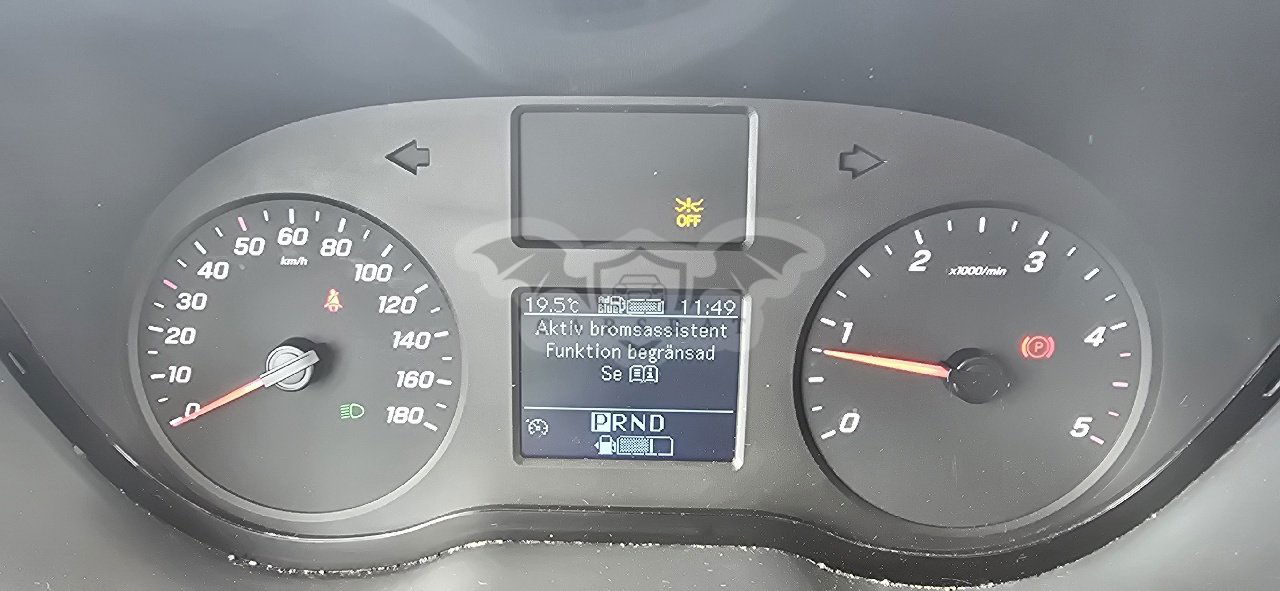 OFF
0
10
20
30
40
50
60
80
100
120
140
160
180
km/h
19.5°C AdBlue 11:49
Aktiv bromsassistent
Funktion begränsad
Se
PRND
0
1
2
3
4
5
x1000/min
P